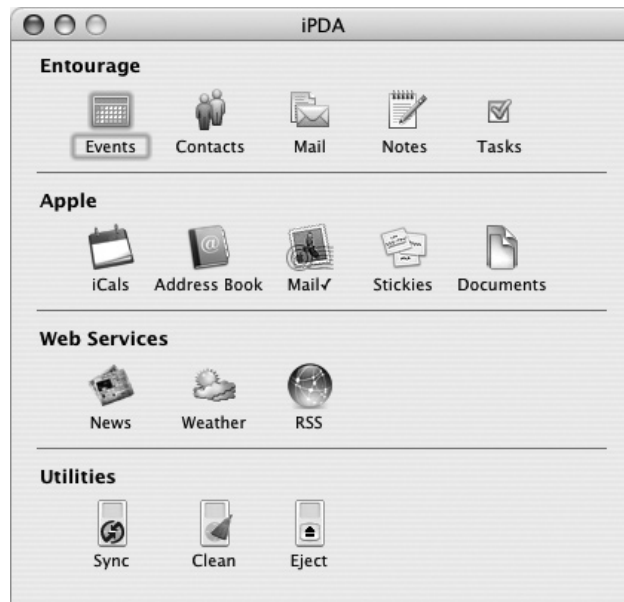 iPDA
Entourage
Events Contacts Mail Notes Tasks
Apple
iCals Address Book Mail✓ Stickies Documents
Web Services
News Weather RSS
Utilities
Sync Clean Eject